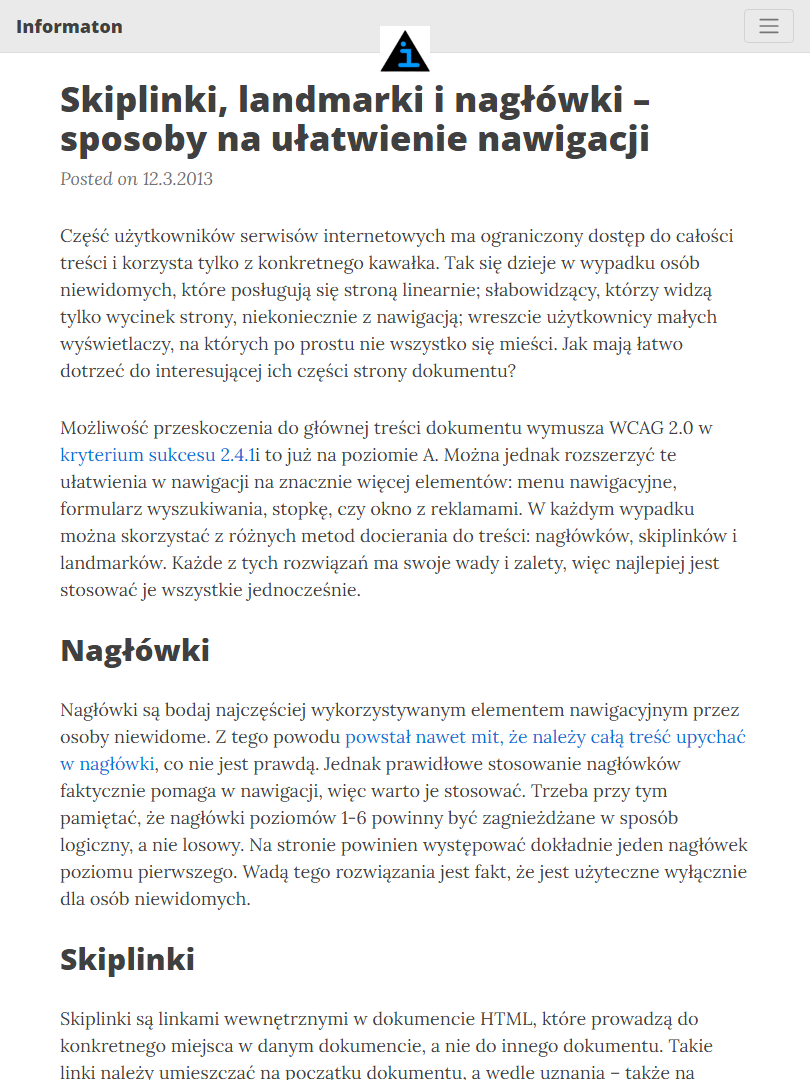 Informaton
i
Skiplinki, landmarki i nagłówki –
sposoby na ułatwienie nawigacji
Posted on 12.3.2013
Część użytkowników serwisów internetowych ma ograniczony dostęp do całości
treści i korzysta tylko z konkretnego kawałka. Tak się dzieje w wypadku osób
niewidomych, które posługują się stroną linearnie; słabowidzący, którzy widzą
tylko wycinek strony, niekoniecznie z nawigacją; wreszcie użytkownicy małych
wyświetlaczy, na których po prostu nie wszystko się mieści. Jak mają łatwo
dotrzeć do interesującej ich części strony dokumentu?
Możliwość przeskoczenia do głównej treści dokumentu wymusza WCAG 2.0 w
kryterium sukcesu 2.4.1i to już na poziomie A. Można jednak rozszerzyć te
ułatwienia w nawigacji na znacznie więcej elementów: menu nawigacyjne,
formularz wyszukiwania, stopkę, czy okno z reklamami. W każdym wypadku
można skorzystać z różnych metod docierania do treści: nagłówków, skiplinków i
landmarków. Każde z tych rozwiązań ma swoje wady i zalety, więc najlepiej jest
stosować je wszystkie jednocześnie.
Nagłówki
Nagłówki są bodaj najczęściej wykorzystywanym elementem nawigacyjnym przez
osoby niewidome. Z tego powodu powstał nawet mit, że należy całą treść upychać
w nagłówki, co nie jest prawdą. Jednak prawidłowe stosowanie nagłówków
faktycznie pomaga w nawigacji, więc warto je stosować. Trzeba przy tym
pamiętać, że nagłówki poziomów 1-6 powinny być zagnieżdżane w sposób
logiczny, a nie losowy. Na stronie powinien występować dokładnie jeden nagłówek
poziomu pierwszego. Wadą tego rozwiązania jest fakt, że jest użyteczne wyłącznie
dla osób niewidomych.
Skiplinki
Skiplinki są linkami wewnętrznymi w dokumencie HTML, które prowadzą do
konkretnego miejsca w danym dokumencie, a nie do innego dokumentu. Takie
linki należy umieszczać na początku dokumentu, a wedle uznania – także na